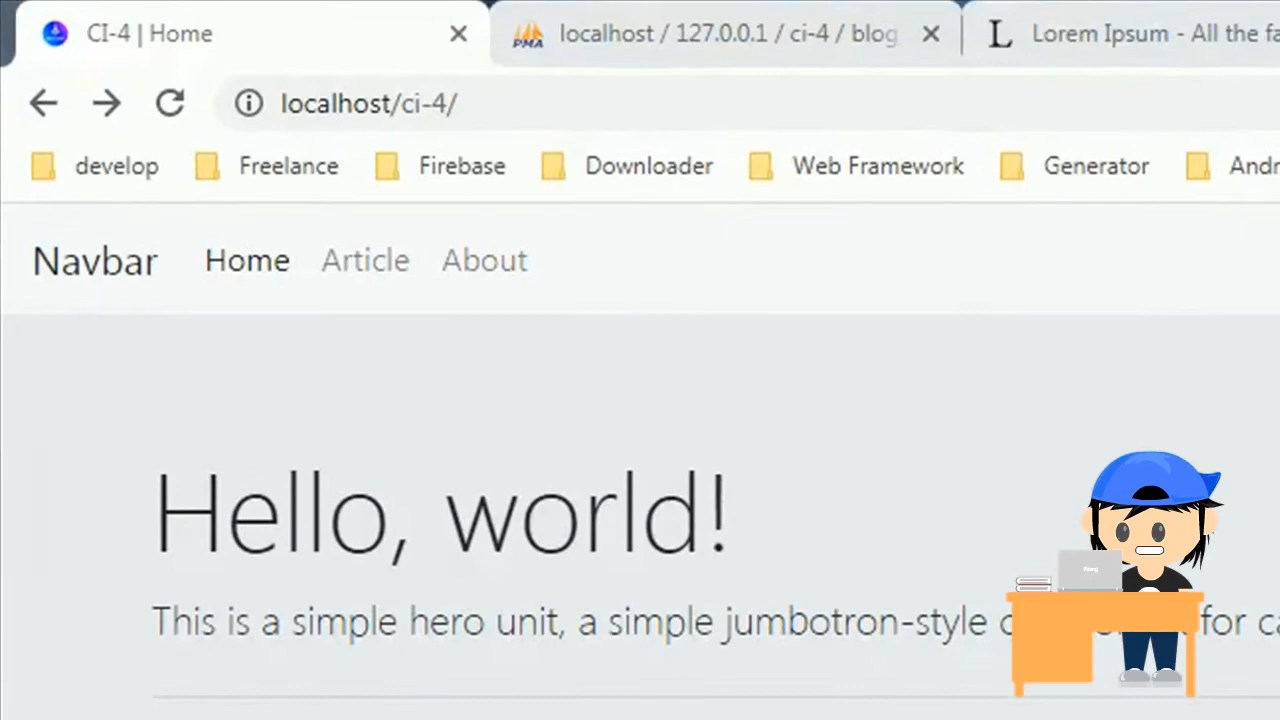 CI-4 | Home
PMA localhost / 127.0.0.1 / ci-4 / blog
L Lorem Ipsum - All the fa
localhost/ci-4/
develop Freelance Firebase Downloader Web Framework Generator Andr
Navbar Home Article About
Hello, world!
This is a simple hero unit, a simple jumbotron-style for ca